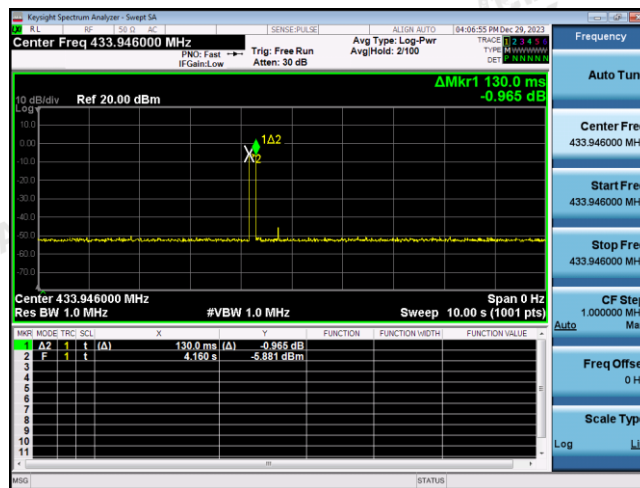 Keysight Spectrum Analyzer - Swept SA
RL RF 50 Ω AC SENSE:PULSE ALIGN AUTO 04:06:55 PM Dec 29, 2023
Center Freq 433.946000 MHz Avg Type: Log-Pwr TRACE 1 2 3 4 5 6
PNO: Fast Trig: Free Run Avg|Hold: 2/100 TYPE M WWWWW
IFGain:Low Atten: 30 dB DET P N N N N N
ΔMkr1 130.0 ms
10 dB/div Ref 20.00 dBm -0.965 dB
Log
10.0
0.00
-10.0
-20.0
-30.0
-40.0
-50.0
-60.0
-70.0
1Δ2
2
Center 433.946000 MHz Span 0 Hz
Res BW 1.0 MHz #VBW 1.0 MHz Sweep 10.00 s (1001 pts)
MKR MODE TRC SCL X Y FUNCTION FUNCTION WIDTH FUNCTION VALUE
1 Δ2 1 t (Δ) 130.0 ms (Δ) -0.965 dB
2 F 1 t 4.160 s -5.881 dBm
3
4
5
6
7
8
9
10
11
MSG STATUS
Frequency
Auto Tun
Center Fre
433.946000 MH
Start Fre
433.946000 MH
Stop Fre
433.946000 MH
CF Step
1.000000 MH
Auto Ma
Freq Offse
0 H
Scale Type
Log Li